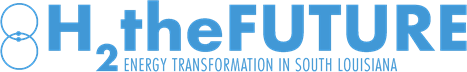 H2theFUTURE
ENERGY TRANSFORMATION IN SOUTH LOUISIANA